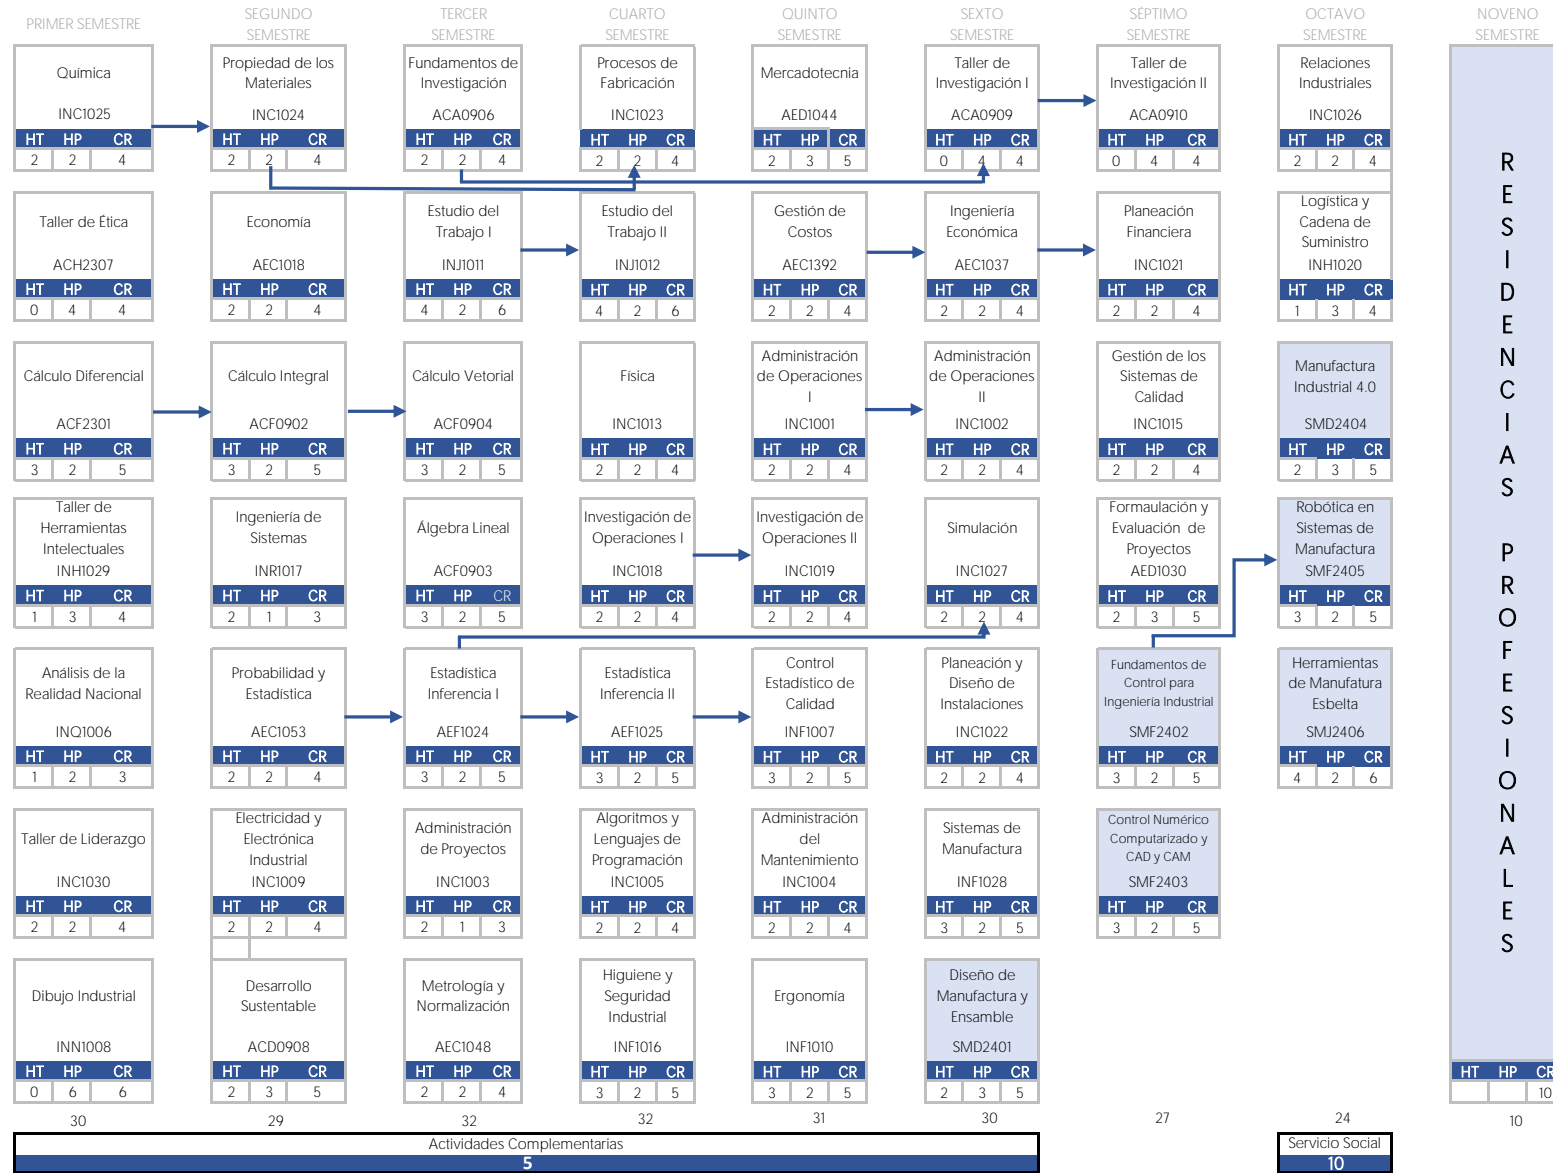 PRIMER SEMESTRE
Química
INC1025
HT HP CR
2 2 4
Taller de Ética
ACH2307
HT HP CR
0 4 4
Cálculo Diferencial
ACF2301
HT HP CR
3 2 5
Taller de
Herramientas
Intelectuales
INH1029
HT HP CR
1 3 4
Análisis de la
Realidad Nacional
INQ1006
HT HP CR
1 2 3
Taller de Liderazgo
INC1030
HT HP CR
2 2 4
Dibujo Industrial
INN1008
HT HP CR
0 6 6
30
SEGUNDO
SEMESTRE
Propiedad de los
Materiales
INC1024
HT HP CR
2 2 4
Economía
AEC1018
HT HP CR
2 2 4
Cálculo Integral
ACF0902
HT HP CR
3 2 5
Ingeniería de
Sistemas
INR1017
HT HP CR
2 1 3
Probabilidad y
Estadística
AEC1053
HT HP CR
2 2 4
Electricidad y
Electrónica
Industrial
INC1009
HT HP CR
2 2 4
Desarrollo
Sustentable
ACD0908
HT HP CR
2 3 5
29
TERCER
SEMESTRE
Fundamentos de
Investigación
ACA0906
HT HP CR
2 2 4
Estudio del
Trabajo I
INJ1011
HT HP CR
4 2 6
Cálculo Vetorial
ACF0904
HT HP CR
3 2 5
Álgebra Lineal
ACF0903
HT HP CR
3 2 5
Estadística
Inferencia I
AEF1024
HT HP CR
3 2 5
Administración
de Proyectos
INC1003
HT HP CR
2 1 3
Metrología y
Normalización
AEC1048
HT HP CR
2 2 4
32
CUARTO
SEMESTRE
Procesos de
Fabricación
INC1023
HT HP CR
2 2 4
Estudio del
Trabajo II
INJ1012
HT HP CR
4 2 6
Física
INC1013
HT HP CR
2 2 4
Investigación de
Operaciones I
INC1018
HT HP CR
2 2 4
Estadística
Inferencia II
AEF1025
HT HP CR
3 2 5
Algoritmos y
Lenguajes de
Programación
INC1005
HT HP CR
2 2 4
Higuiene y
Seguridad
Industrial
INF1016
HT HP CR
3 2 5
32
QUINTO
SEMESTRE
Mercadotecnia
AED1044
HT HP CR
2 3 5
Gestión de
Costos
AEC1392
HT HP CR
2 2 4
Administración
de Operaciones
I
INC1001
HT HP CR
2 2 4
Investigación de
Operaciones II
INC1019
HT HP CR
2 2 4
Control
Estadístico de
Calidad
INF1007
HT HP CR
3 2 5
Administración
del
Mantenimiento
INC1004
HT HP CR
2 2 4
Ergonomía
INF1010
HT HP CR
3 2 5
31
SEXTO
SEMESTRE
Taller de
Investigación I
ACA0909
HT HP CR
0 4 4
Ingeniería
Económica
AEC1037
HT HP CR
2 2 4
Administración
de Operaciones
II
INC1002
HT HP CR
2 2 4
Simulación
INC1027
HT HP CR
2 2 4
Planeación y
Diseño de
Instalaciones
INC1022
HT HP CR
2 2 4
Sistemas de
Manufactura
INF1028
HT HP CR
3 2 5
Diseño de
Manufactura y
Ensamble
SMD2401
HT HP CR
2 3 5
30
SÉPTIMO
SEMESTRE
Taller de
Investigación II
ACA0910
HT HP CR
0 4 4
Planeación
Financiera
INC1021
HT HP CR
2 2 4
Gestión de los
Sistemas de
Calidad
INC1015
HT HP CR
2 2 4
Formaulación y
Evaluación de
Proyectos
AED1030
HT HP CR
2 3 5
Fundamentos de
Control para
Ingeniería Industrial
SMF2402
HT HP CR
3 2 5
Control Numérico
Computarizado y
CAD y CAM
SMF2403
HT HP CR
3 2 5
27
OCTAVO
SEMESTRE
Relaciones
Industriales
INC1026
HT HP CR
2 2 4
Logística y
Cadena de
Suministro
INH1020
HT HP CR
1 3 4
Manufactura
Industrial 4.0
SMD2404
HT HP CR
2 3 5
Robótica en
Sistemas de
Manufactura
SMF2405
HT HP CR
3 2 5
Herramientas
de Manufatura
Esbelta
SMJ2406
HT HP CR
4 2 6
24
NOVENO
SEMESTRE
RESIDENCIAS PROFESIONALES
HT HP CR
10
10
Actividades Complementarias
5
Servicio Social
10